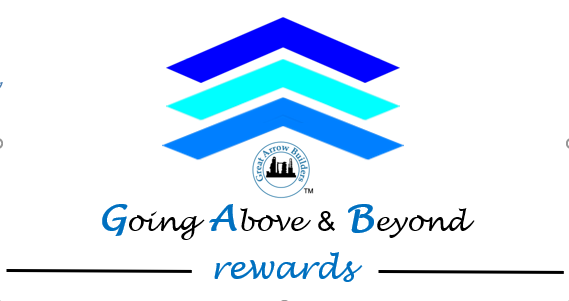 Great Arrow Builders
TM
Going Above & Beyond
rewards